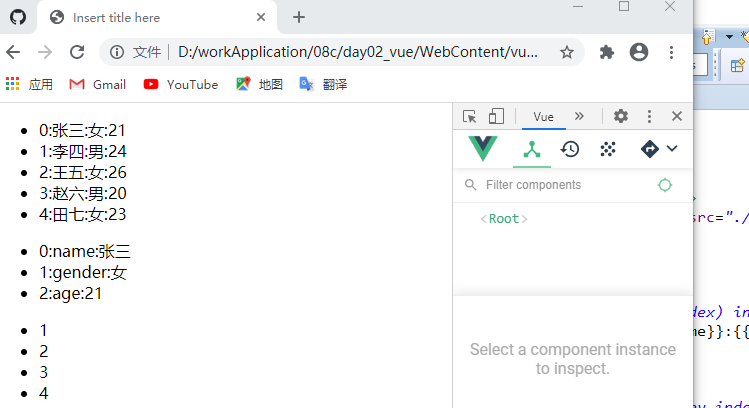 Insert title here
文件 | D:/workApplication/08c/day02_vue/WebContent/vu...
应用 Gmail YouTube 地图 翻译
0:张三:女:21
1:李四:男:24
2:王五:女:26
3:赵六:男:20
4:田七:女:23
0:name:张三
1:gender:女
2:age:21
1
2
3
4
Vue
Filter components
<Root>
Select a component instance
to inspect.
s
>
src="./
dex) in
me}}:{{